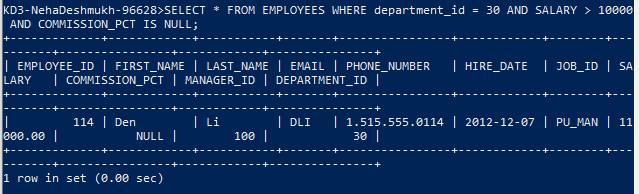 KD3-NehaDeshmukh-96628>SELECT * FROM EMPLOYEES WHERE department_id = 30 AND SALARY > 10000
 AND COMMISSION_PCT IS NULL;
+-------------+------------+-----------+-------+----------------+------------+--------+---
-------+----------------+------------+---------------+
| EMPLOYEE_ID | FIRST_NAME | LAST_NAME | EMAIL | PHONE_NUMBER   | HIRE_DATE  | JOB_ID | SA
LARY   | COMMISSION_PCT | MANAGER_ID | DEPARTMENT_ID |
+-------------+------------+-----------+-------+----------------+------------+--------+---
-------+----------------+------------+---------------+
|         114 | Den        | Li        | DLI   | 1.515.555.0114 | 2012-12-07 | PU_MAN | 11
000.00 |           NULL |        100 |            30 |
+-------------+------------+-----------+-------+----------------+------------+--------+---
-------+----------------+------------+---------------+
1 row in set (0.00 sec)